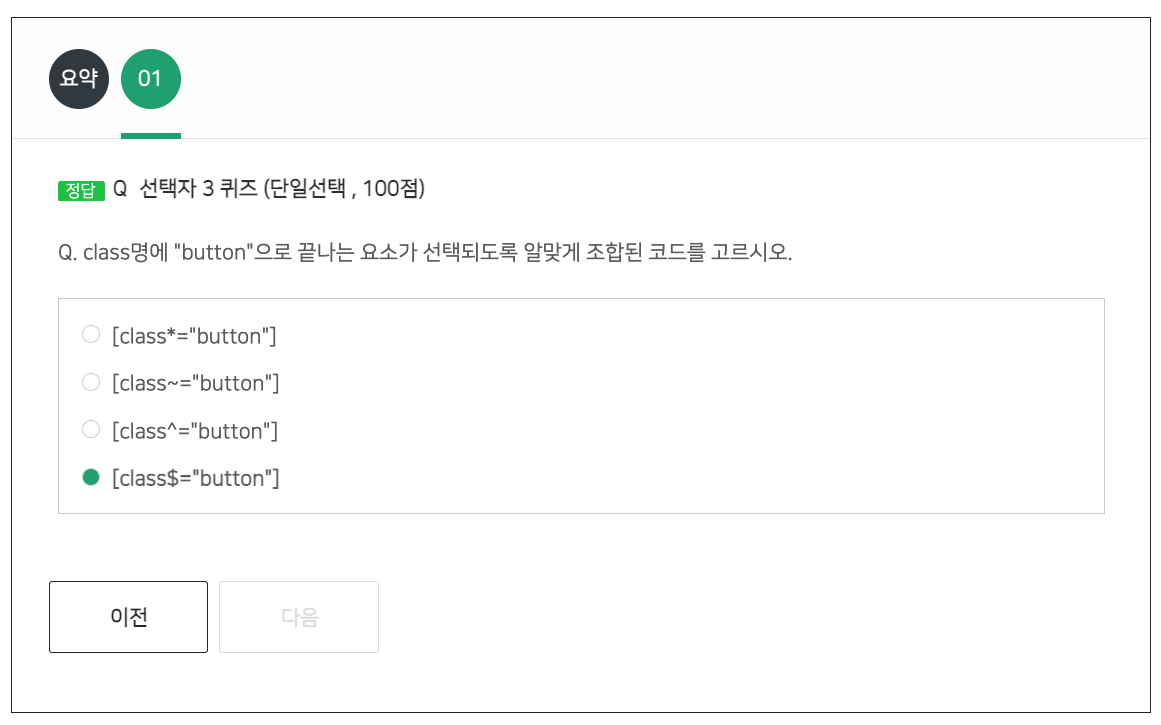 요약 01
정답 Q 선택자 3 퀴즈 (단일선택 , 100점)
Q. class명에 "button"으로 끝나는 요소가 선택되도록 알맞게 조합된 코드를 고르시오.
[class*="button"]
[class~="button"]
[class^="button"]
[class$="button"]
이전 다음